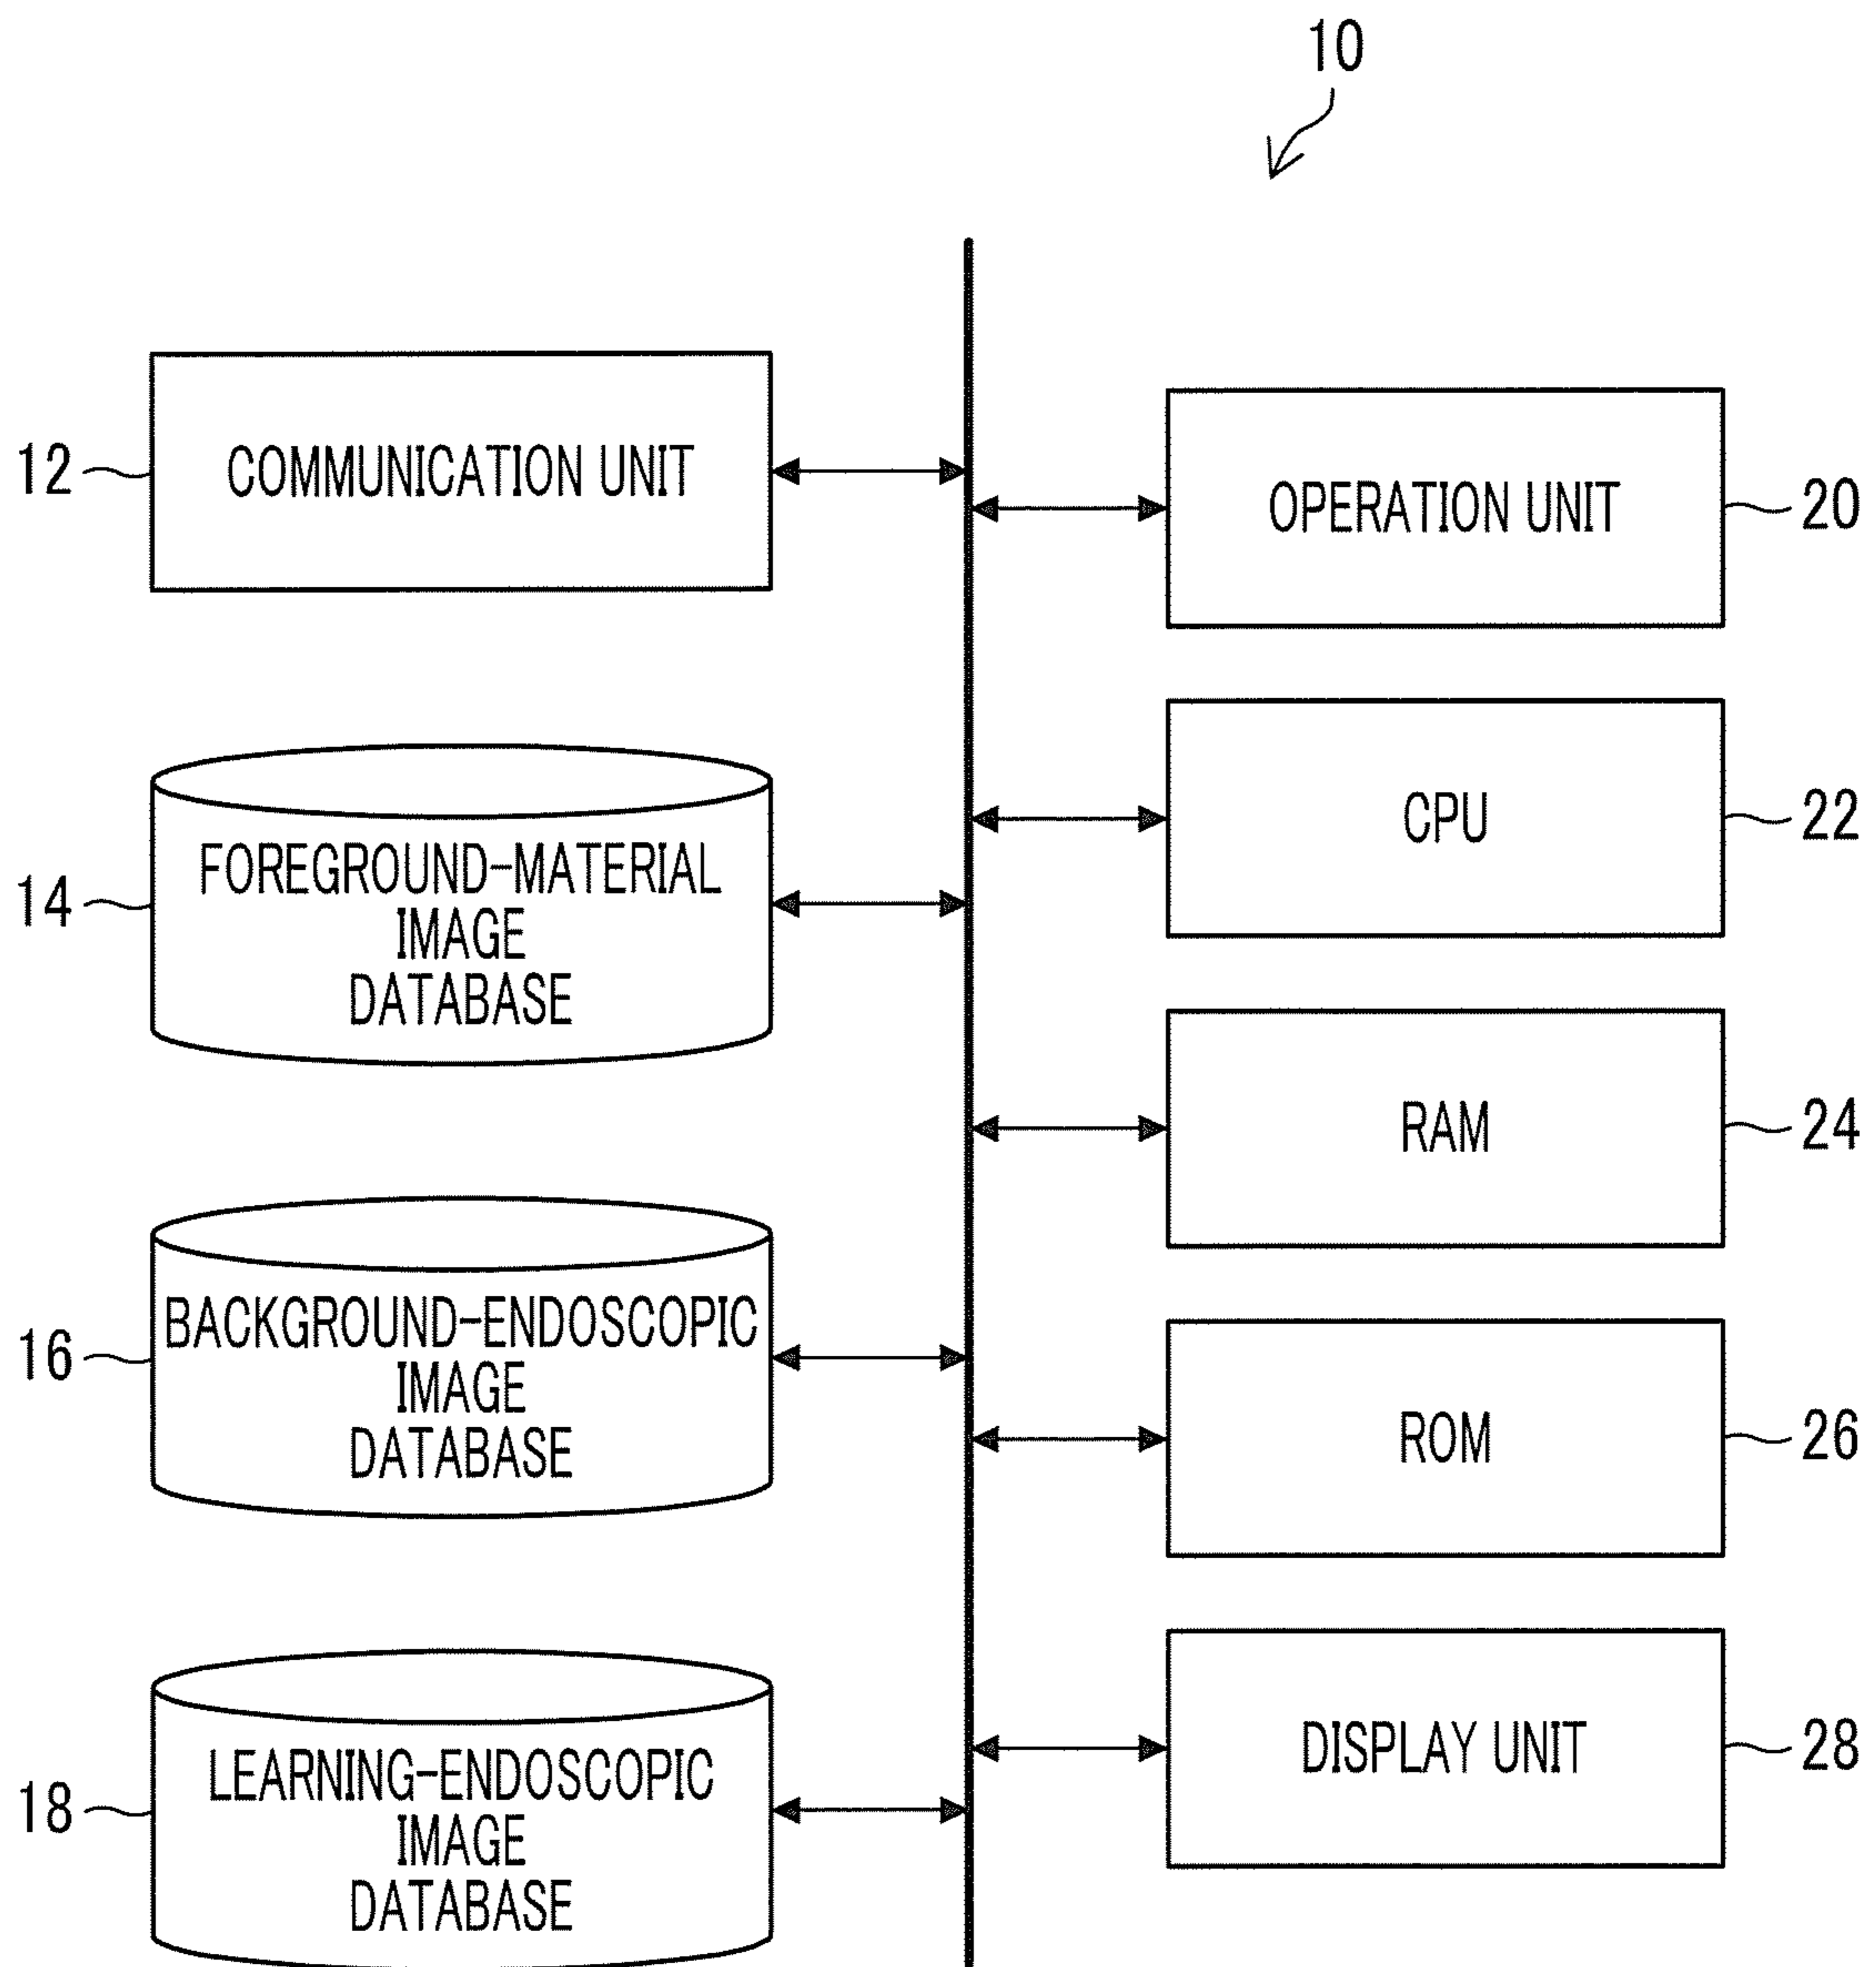 10
12
COMMUNICATION UNIT
OPERATION UNIT
20
CPU
22
14
FOREGROUND-MATERIAL
IMAGE
DATABASE
RAM
24
16
BACKGROUND-ENDOSCOPIC
IMAGE
DATABASE
ROM
26
18
LEARNING-ENDOSCOPIC
IMAGE
DATABASE
DISPLAY UNIT
28